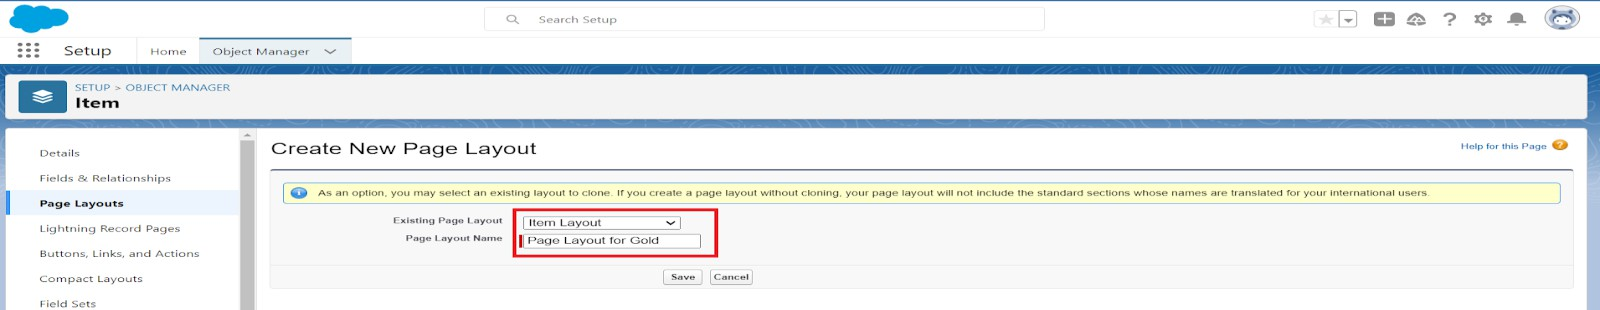 Search Setup
Setup Home Object Manager
SETUP > OBJECT MANAGER
Item
Details
Fields & Relationships
Page Layouts
Lightning Record Pages
Buttons, Links, and Actions
Compact Layouts
Field Sets
Create New Page Layout
Help for this Page ?
As an option, you may select an existing layout to clone. If you create a page layout without cloning, your page layout will not include the standard sections whose names are translated for your international users.
Existing Page Layout Item Layout
Page Layout Name Page Layout for Gold
Save Cancel